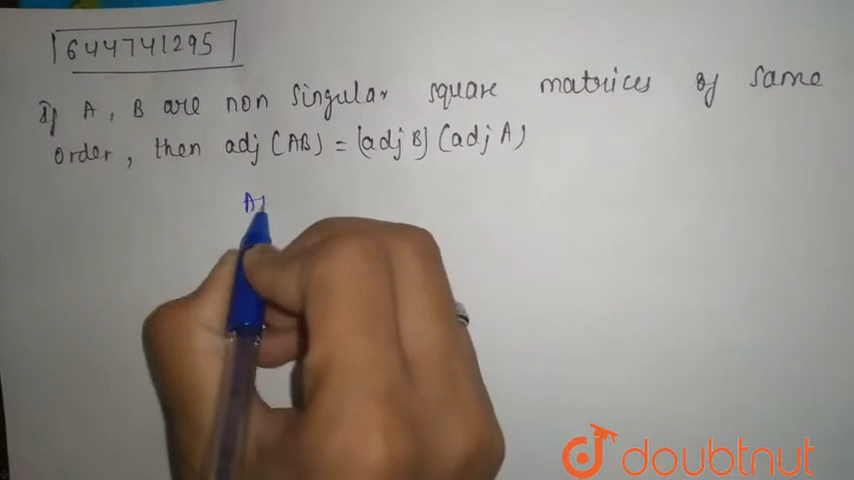 644741295
If A, B are non singular square matrices of same
order, then adj (AB) = (adj B) (adj A)
A
doubtnut